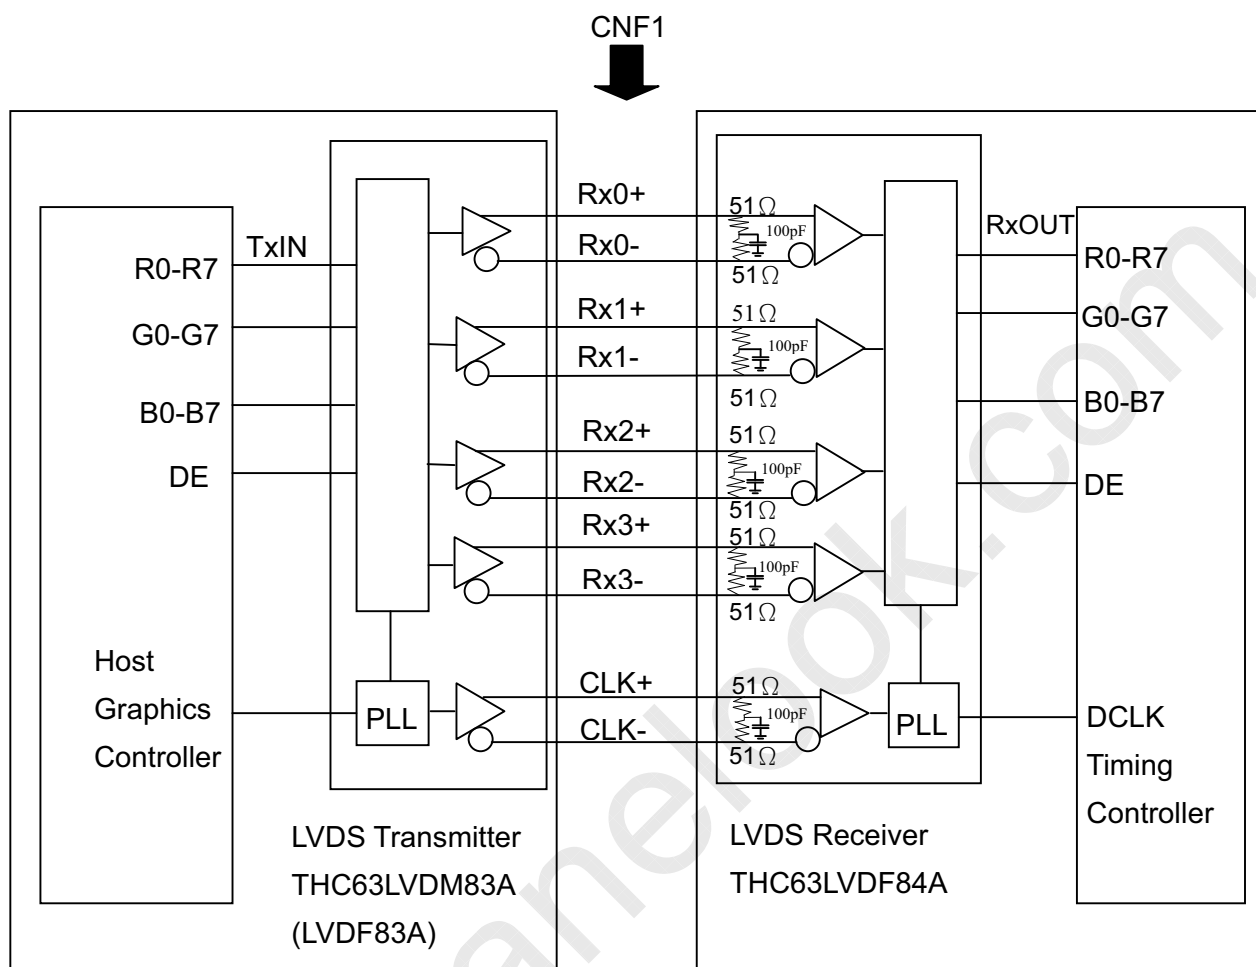 CNF1
Host
Graphics
Controller
R0-R7
G0-G7
B0-B7
DE
TxIN
PLL
LVDS Transmitter
THC63LVDM83A
(LVDF83A)
Rx0+
Rx0-
Rx1+
Rx1-
Rx2+
Rx2-
Rx3+
Rx3-
CLK+
CLK-
51Ω
100pF
51Ω
51Ω
100pF
51Ω
51Ω
100pF
51Ω
51Ω
100pF
51Ω
51Ω
100pF
51Ω
PLL
LVDS Receiver
THC63LVDF84A
RxOUT
R0-R7
G0-G7
B0-B7
DE
DCLK
Timing
Controller
anelook.com